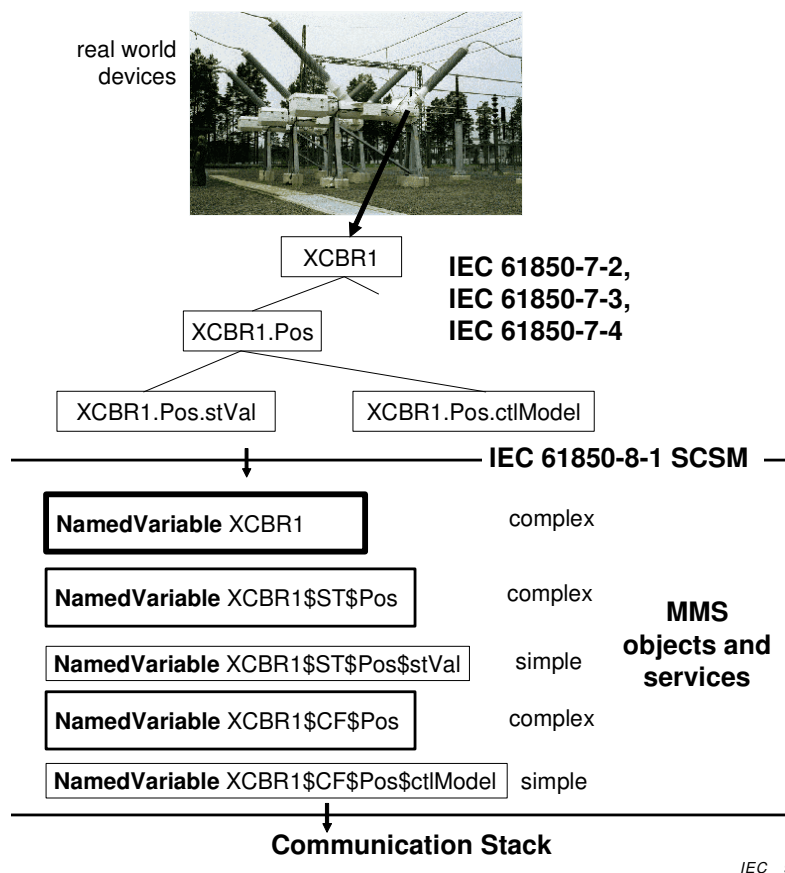 real world
devices
XCBR1
IEC 61850-7-2,
IEC 61850-7-3,
IEC 61850-7-4
XCBR1.Pos
XCBR1.Pos.stVal
XCBR1.Pos.ctlModel
IEC 61850-8-1 SCSM
NamedVariable XCBR1
complex
NamedVariable XCBR1$ST$Pos
complex
MMS
objects and
services
NamedVariable XCBR1$ST$Pos$stVal
simple
NamedVariable XCBR1$CF$Pos
complex
NamedVariable XCBR1$CF$Pos$ctlModel
simple
Communication Stack
IEC